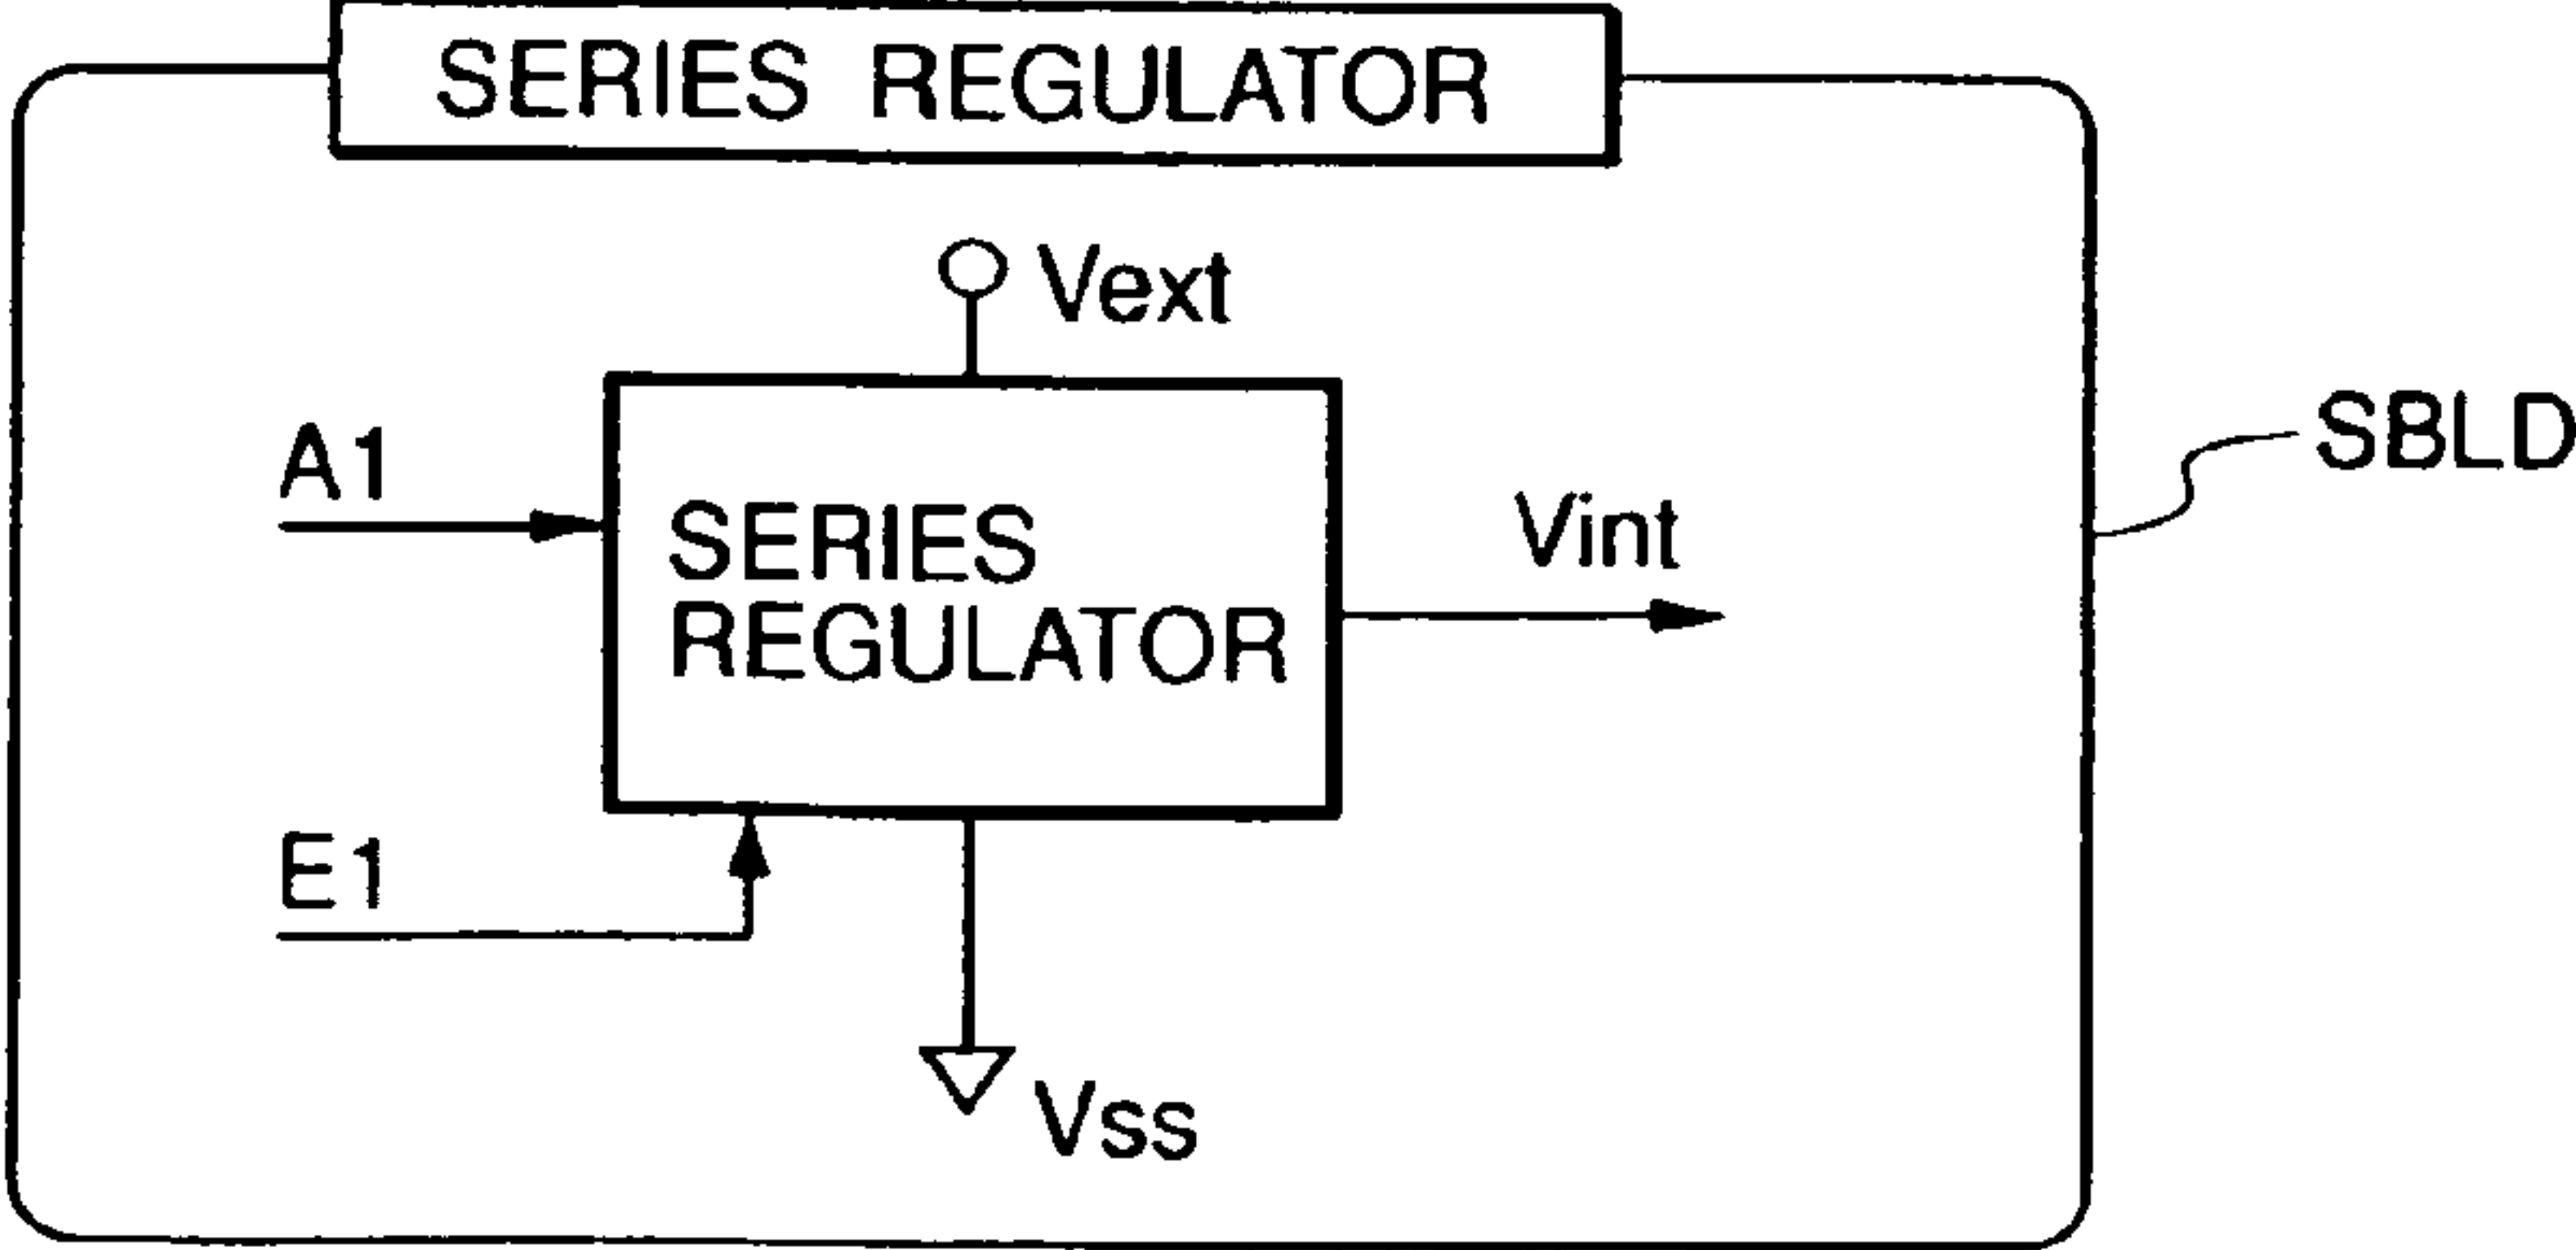 SERIES REGULATOR
Vext
A1
SBLD
Vint
SERIES
REGULATOR
E1
Vss